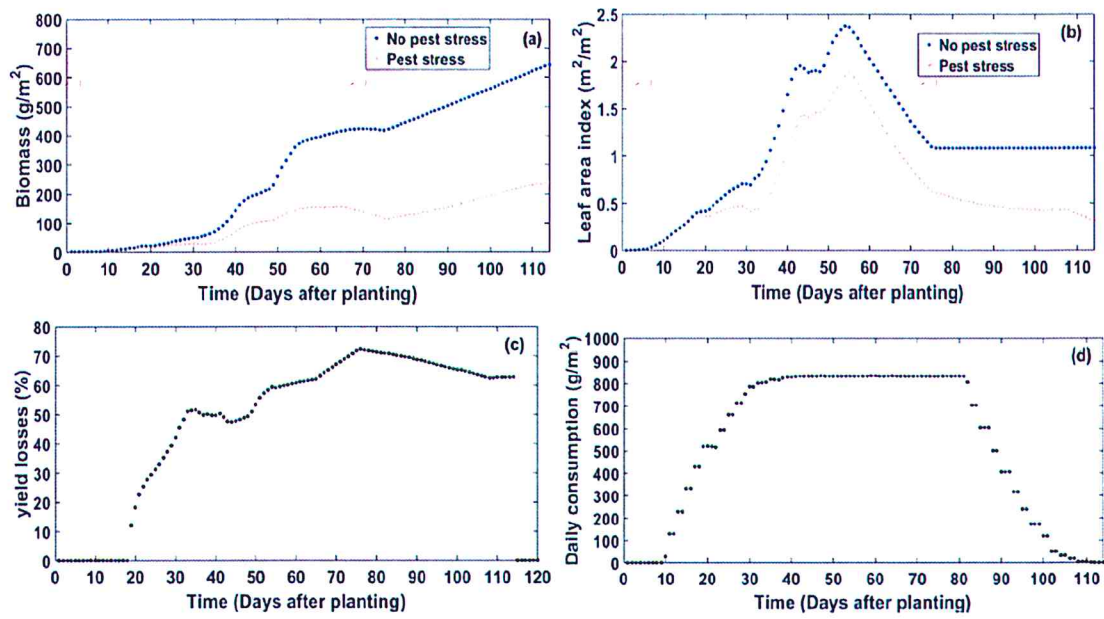 (a)
No pest stress
Pest stress
Biomass (g/m²)
800
700
600
500
400
300
200
100
0
0 10 20 30 40 50 60 70 80 90 100 110
Time (Days after planting)
(b)
No pest stress
Pest stress
Leaf area index (m²/m²)
2.5
2
1.5
1
0.5
0
0 10 20 30 40 50 60 70 80 90 100 110
Time (Days after planting)
(c)
yield losses (%)
80
70
60
50
40
30
20
10
0
0 10 20 30 40 50 60 70 80 90 100 110 120
Time (Days after planting)
(d)
Daily consumption (g/m²)
1000
900
800
700
600
500
400
300
200
100
0
0 10 20 30 40 50 60 70 80 90 100 110
Time (Days after planting)